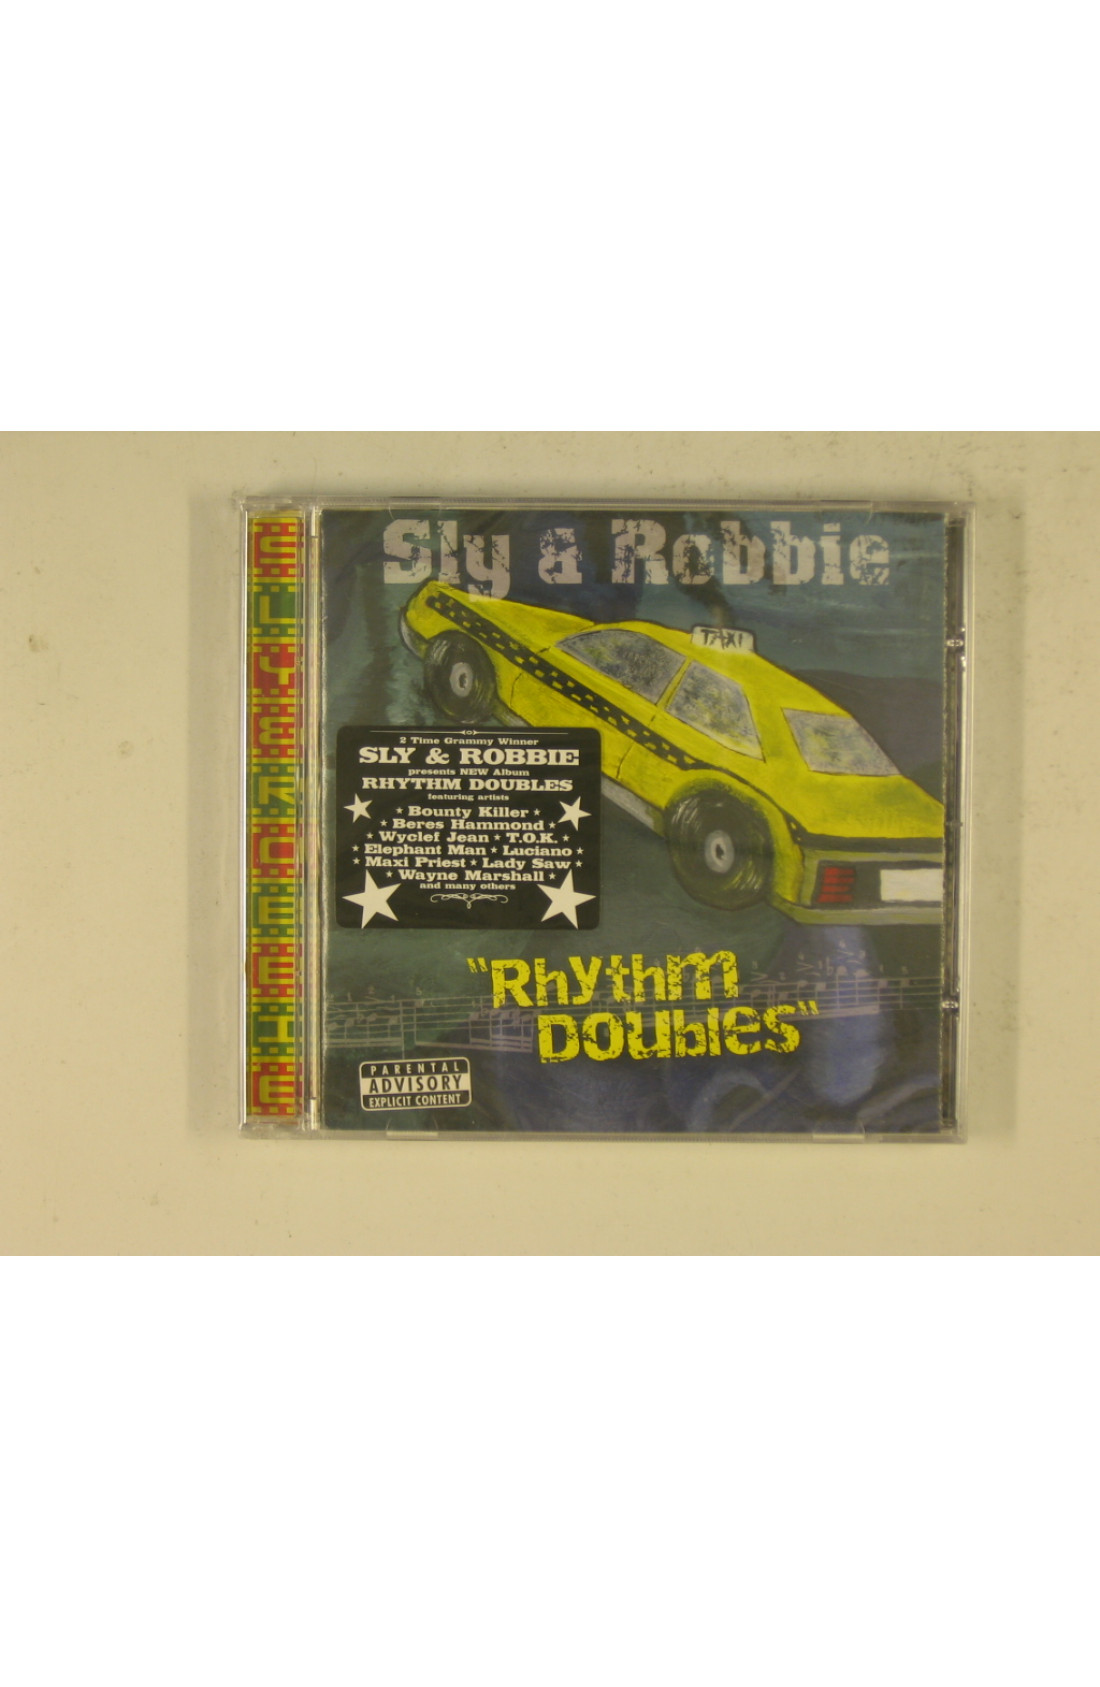 Sly & Robbie
TAXI
2 Time Grammy Winner
SLY & ROBBIE
presents NEW Album
RHYTHM DOUBLES
featuring artists
Bounty Killer
Beres Hammond
Wyclef Jean ★ T.O.K.
Elephant Man ★ Luciano
Maxi Priest ★ Lady Saw
Wayne Marshall
and many others
"Rhythm
Doubles"
PARENTAL
ADVISORY
EXPLICIT CONTENT